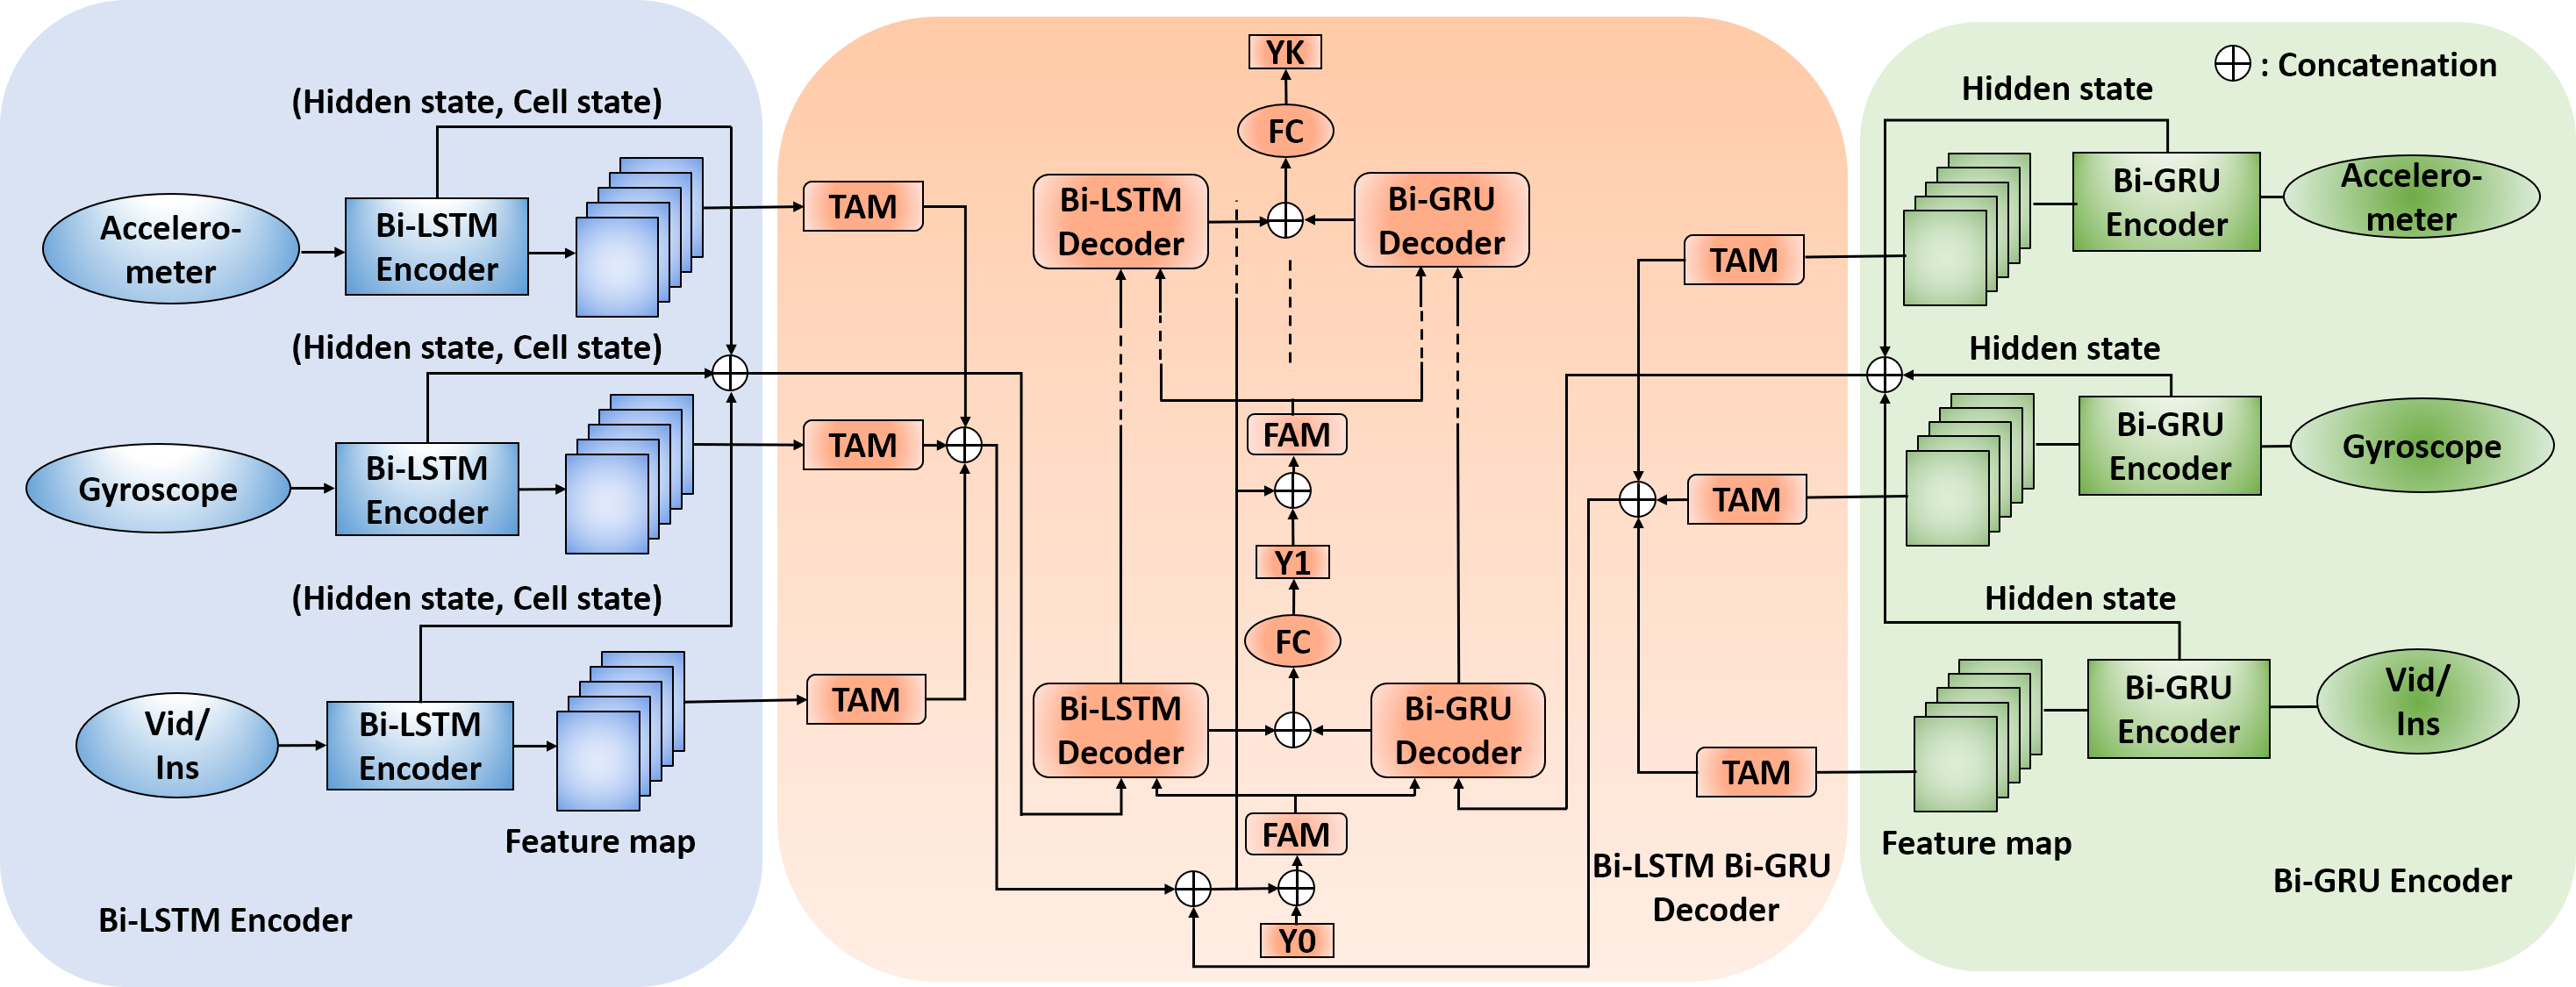 (Hidden state, Cell state)
Accelero-
meter
Bi-LSTM
Encoder
(Hidden state, Cell state)
Gyroscope
Bi-LSTM
Encoder
(Hidden state, Cell state)
Vid/
Ins
Bi-LSTM
Encoder
Feature map
Bi-LSTM Encoder
TAM
TAM
TAM
YK
FC
Bi-LSTM
Decoder
Bi-GRU
Decoder
FAM
Y1
FC
Bi-LSTM
Decoder
Bi-GRU
Decoder
FAM
Y0
TAM
TAM
TAM
Bi-LSTM Bi-GRU
Decoder
: Concatenation
Hidden state
Bi-GRU
Encoder
Accelero-
meter
Hidden state
Bi-GRU
Encoder
Gyroscope
Hidden state
Bi-GRU
Encoder
Vid/
Ins
Feature map
Bi-GRU Encoder